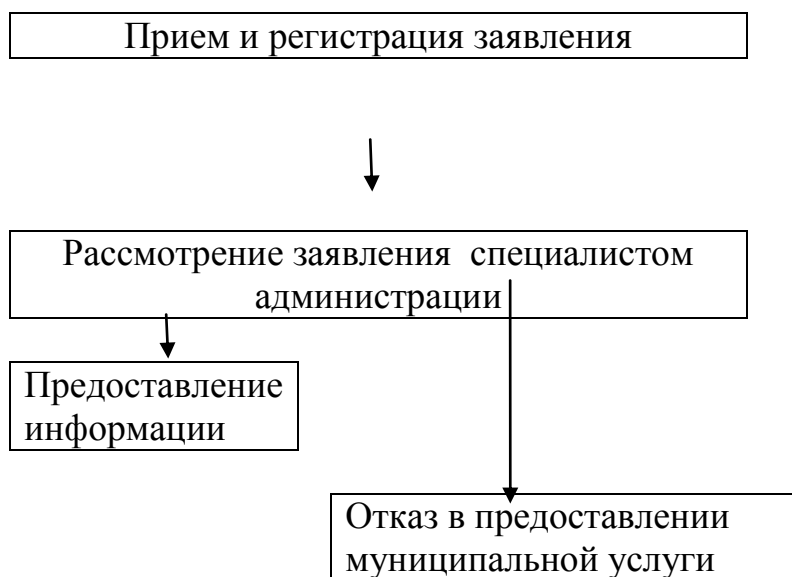 Прием и регистрация заявления
Рассмотрение заявления специалистом
администрации
Предоставление
информации
Отказ в предоставлении
муниципальной услуги